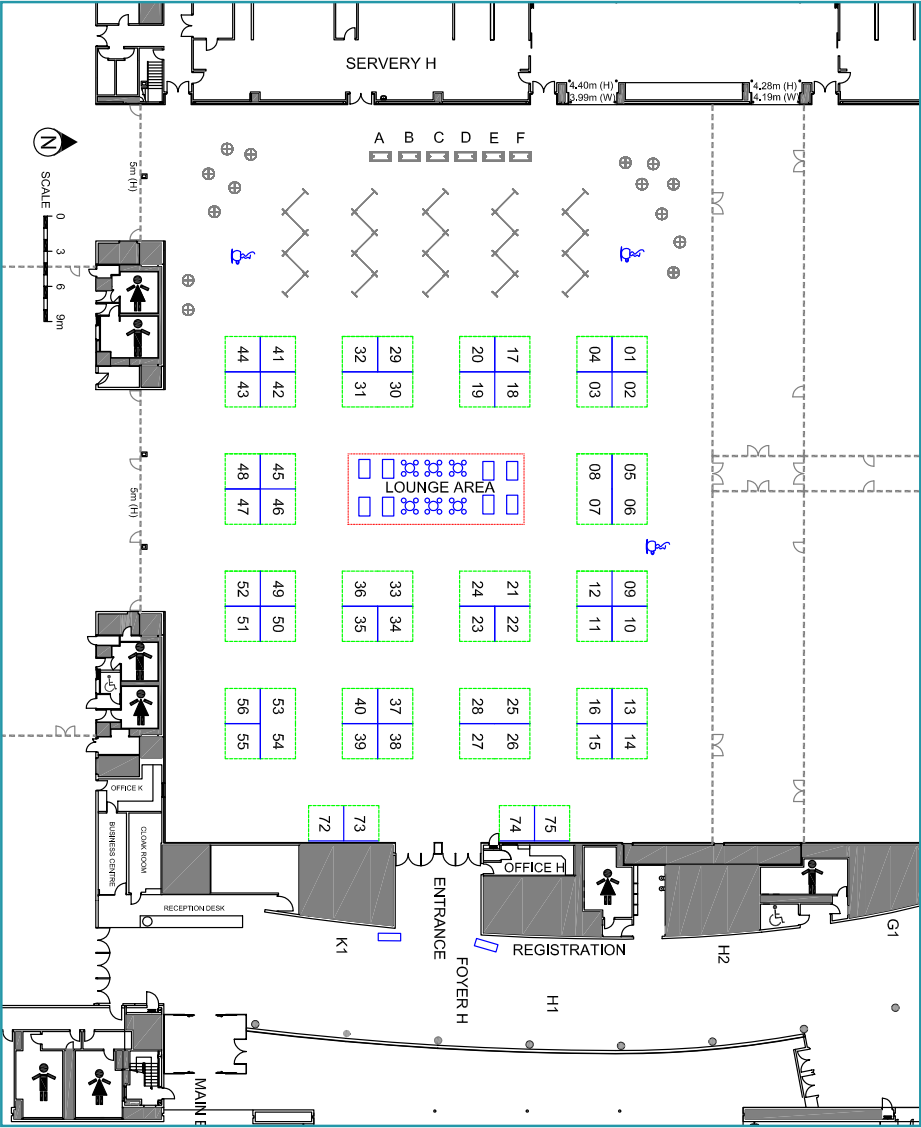 SERVERY H
4.40m (H)
3.99m (W)
4.28m (H)
4.19m (W)
N
SCALE
0
3
6
9m
A B C D E F
5m (H)
44 41
43 42
32 29
31 30
20 17
19 18
04 01
03 02
48 45
47 46
LOUNGE AREA
08 05
07 06
5m (H)
52 49
51 50
36 33
35 34
24 21
23 22
12 09
11 10
56 53
55 54
40 37
39 38
28 25
27 26
16 13
15 14
72 73
74 75
OFFICE K
BUSINESS CENTRE
CLOAK ROOM
RECEPTION DESK
OFFICE H
ENTRANCE
FOYER H
K1
REGISTRATION
H1
H2
G1
MAIN E